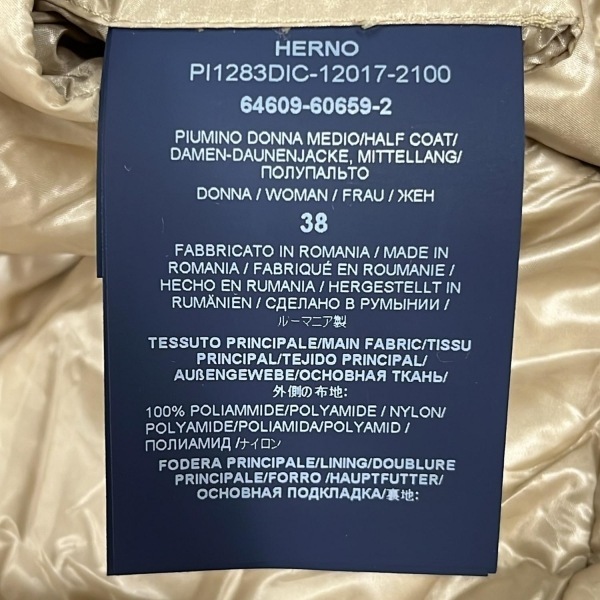 HERNO
PI1283DIC-12017-2100
64609-60659-2
PIUMINO DONNA MEDIO/HALF COAT/
DAMEN-DAUNENJACKE, MITTELLANG/
ПОЛУПАЛЬТО
DONNA / WOMAN / FRAU / ЖЕН
38
FABBRICATO IN ROMANIA / MADE IN
ROMANIA / FABRIQUÉ EN ROUMANIE /
HECHO EN RUMANIA / HERGESTELLT IN
RUMÄNIEN / СДЕЛАНО В РУМЫНИИ /
ルーマニア製
TESSUTO PRINCIPALE/MAIN FABRIC/TISSU
PRINCIPAL/TEJIDO PRINCIPAL/
AUßENGEWEBE/ОСНОВНАЯ ТКАНЬ/
外側の布地:
100% POLIAMMIDE/POLYAMIDE / NYLON/
POLYAMIDE/POLIAMIDA/POLYAMID /
ПОЛИАМИД /ナイロン
FODERA PRINCIPALE/LINING/DOUBLURE
PRINCIPALE/FORRO /HAUPTFUTTER/
ОСНОВНАЯ ПОДКЛАДКА/裏地: